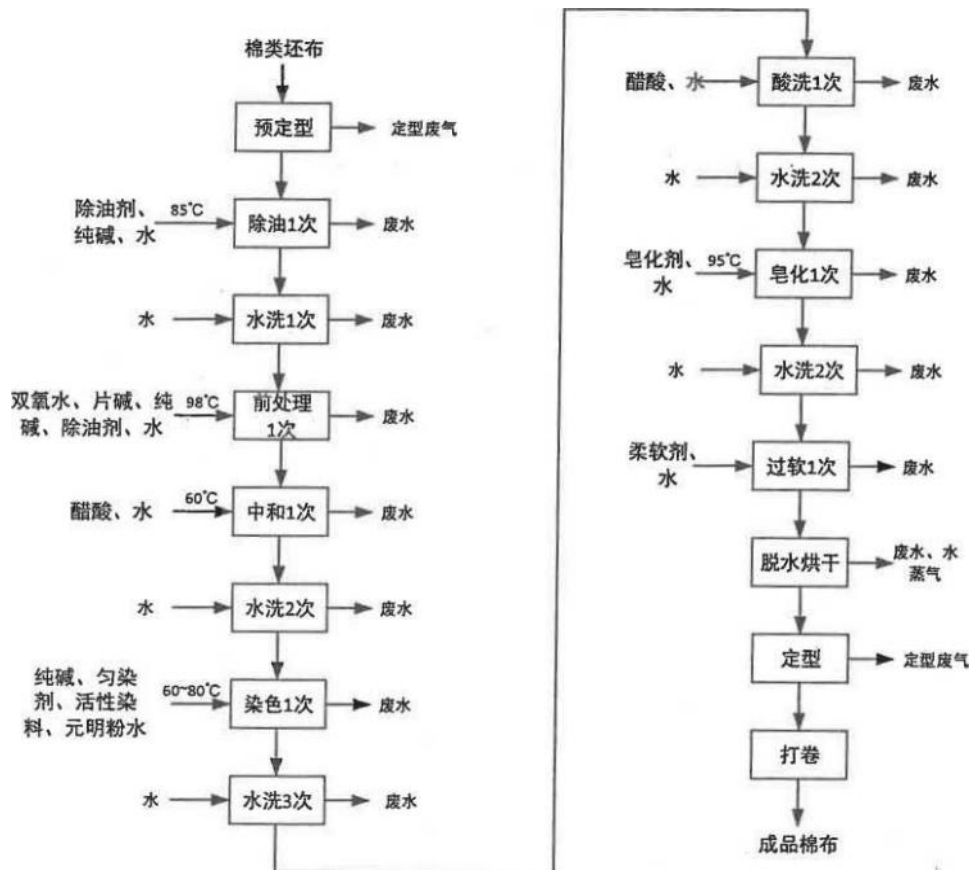 棉类坯布
预定型
定型废气
除油剂、
纯碱、水
85℃
除油1次
废水
水
水洗1次
废水
双氧水、片碱、纯
碱、除油剂、水
98℃
前处理
1次
废水
醋酸、水
60℃
中和1次
废水
水
水洗2次
废水
纯碱、匀染
剂、活性染
料、元明粉水
60~80℃
染色1次
废水
水
水洗3次
废水
醋酸、水
酸洗1次
废水
水
水洗2次
废水
皂化剂、
水
95℃
皂化1次
废水
水
水洗2次
废水
柔软剂、
水
过软1次
废水
脱水烘干
废水、水
蒸气
定型
定型废气
打卷
成品棉布